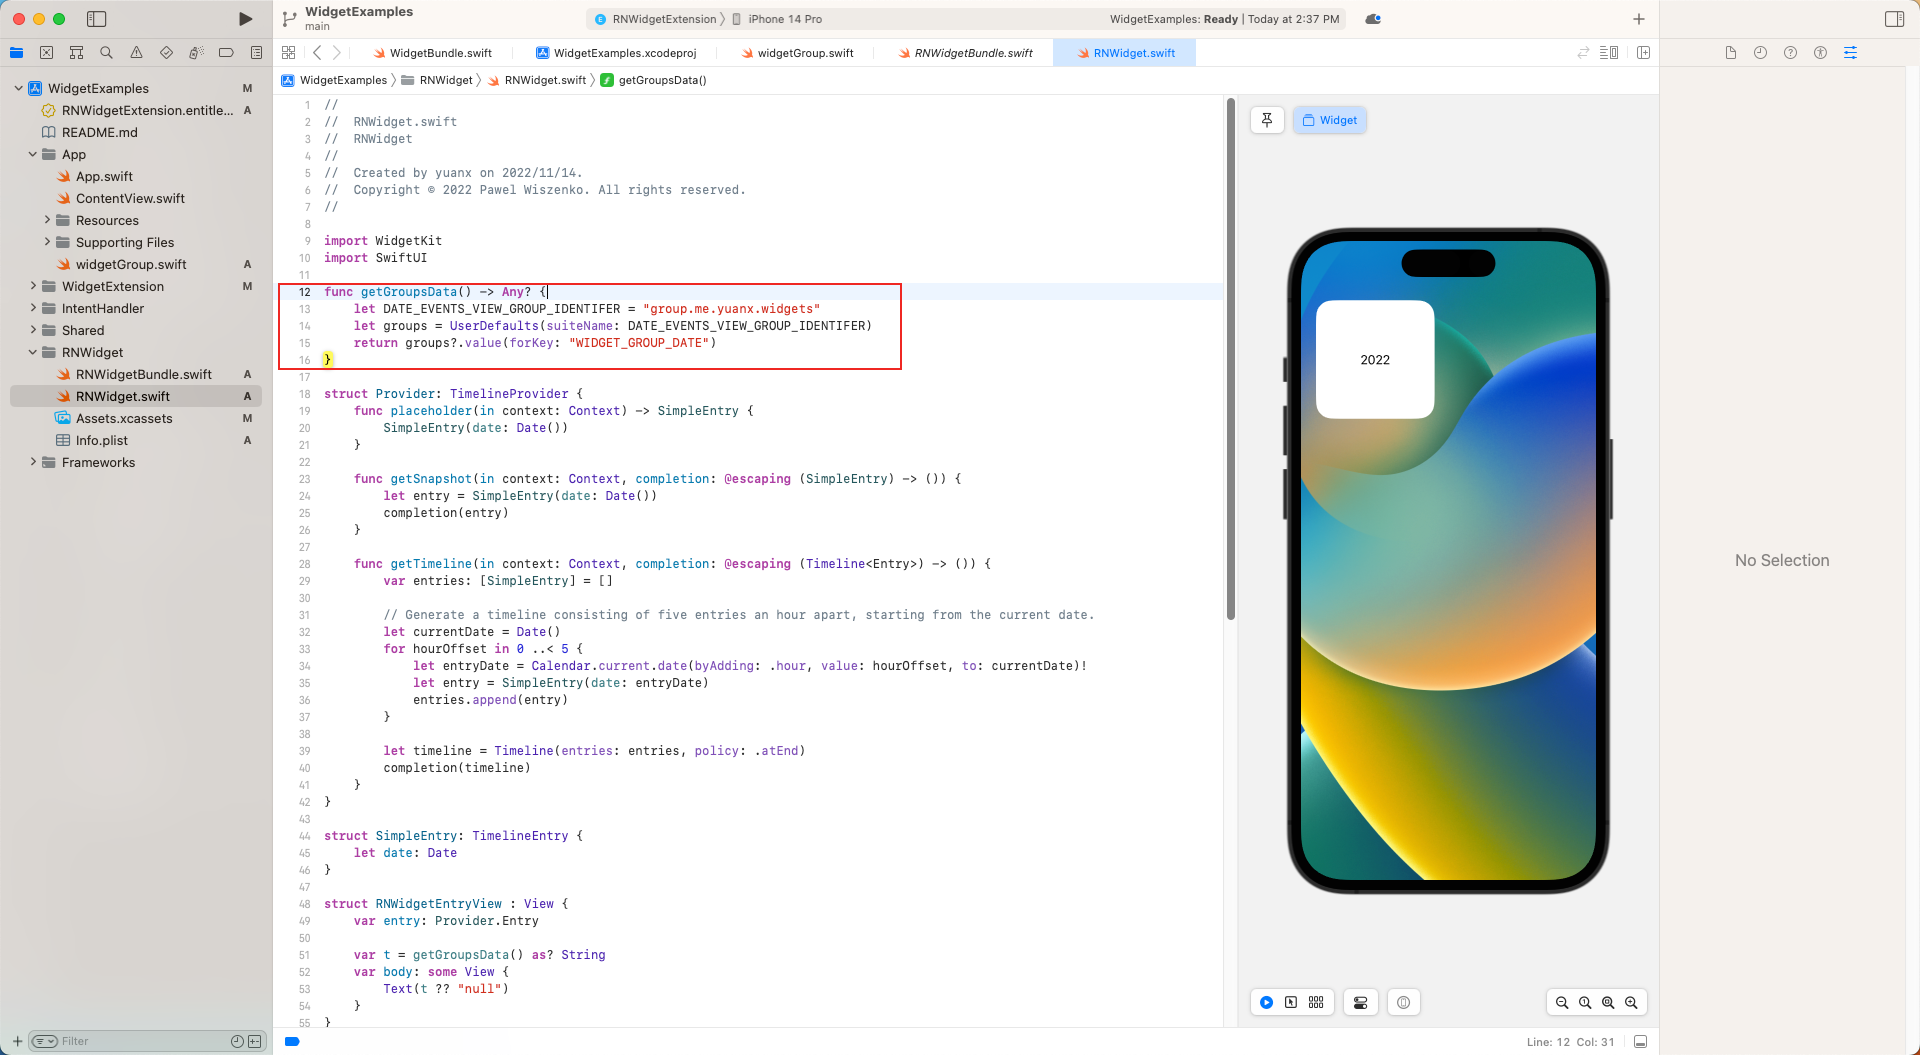 WidgetExamples
main
RNWidgetExtension
iPhone 14 Pro
WidgetExamples: Ready | Today at 2:37 PM
WidgetBundle.swift
WidgetExamples.xcodeproj
widgetGroup.swift
RNWidgetBundle.swift
RNWidget.swift
WidgetExamples
RNWidget
RNWidget.swift
getGroupsData()
WidgetExamples M
RNWidgetExtension.entitle... A
README.md
App
App.swift
ContentView.swift
Resources
Supporting Files
widgetGroup.swift A
WidgetExtension M
IntentHandler
Shared
RNWidget
RNWidgetBundle.swift A
RNWidget.swift A
Assets.xcassets M
Info.plist A
Frameworks
Filter
1 //
2 //  RNWidget.swift
3 //  RNWidget
4 //
5 //  Created by yuanx on 2022/11/14.
6 //  Copyright © 2022 Pawel Wiszenko. All rights reserved.
7 //
8
9 import WidgetKit
10 import SwiftUI
11
12 func getGroupsData() -> Any? {
13     let DATE_EVENTS_VIEW_GROUP_IDENTIFER = "group.me.yuanx.widgets"
14     let groups = UserDefaults(suiteName: DATE_EVENTS_VIEW_GROUP_IDENTIFER)
15     return groups?.value(forKey: "WIDGET_GROUP_DATE")
16 }
17
18 struct Provider: TimelineProvider {
19     func placeholder(in context: Context) -> SimpleEntry {
20         SimpleEntry(date: Date())
21     }
22
23     func getSnapshot(in context: Context, completion: @escaping (SimpleEntry) -> ()) {
24         let entry = SimpleEntry(date: Date())
25         completion(entry)
26     }
27
28     func getTimeline(in context: Context, completion: @escaping (Timeline<Entry>) -> ()) {
29         var entries: [SimpleEntry] = []
30
31         // Generate a timeline consisting of five entries an hour apart, starting from the current date.
32         let currentDate = Date()
33         for hourOffset in 0 ..< 5 {
34             let entryDate = Calendar.current.date(byAdding: .hour, value: hourOffset, to: currentDate)!
35             let entry = SimpleEntry(date: entryDate)
36             entries.append(entry)
37         }
38
39         let timeline = Timeline(entries: entries, policy: .atEnd)
40         completion(timeline)
41     }
42 }
43
44 struct SimpleEntry: TimelineEntry {
45     let date: Date
46 }
47
48 struct RNWidgetEntryView : View {
49     var entry: Provider.Entry
50
51     var t = getGroupsData() as? String
52     var body: some View {
53         Text(t ?? "null")
54     }
55 }
Widget
2022
No Selection
Line: 12 Col: 31